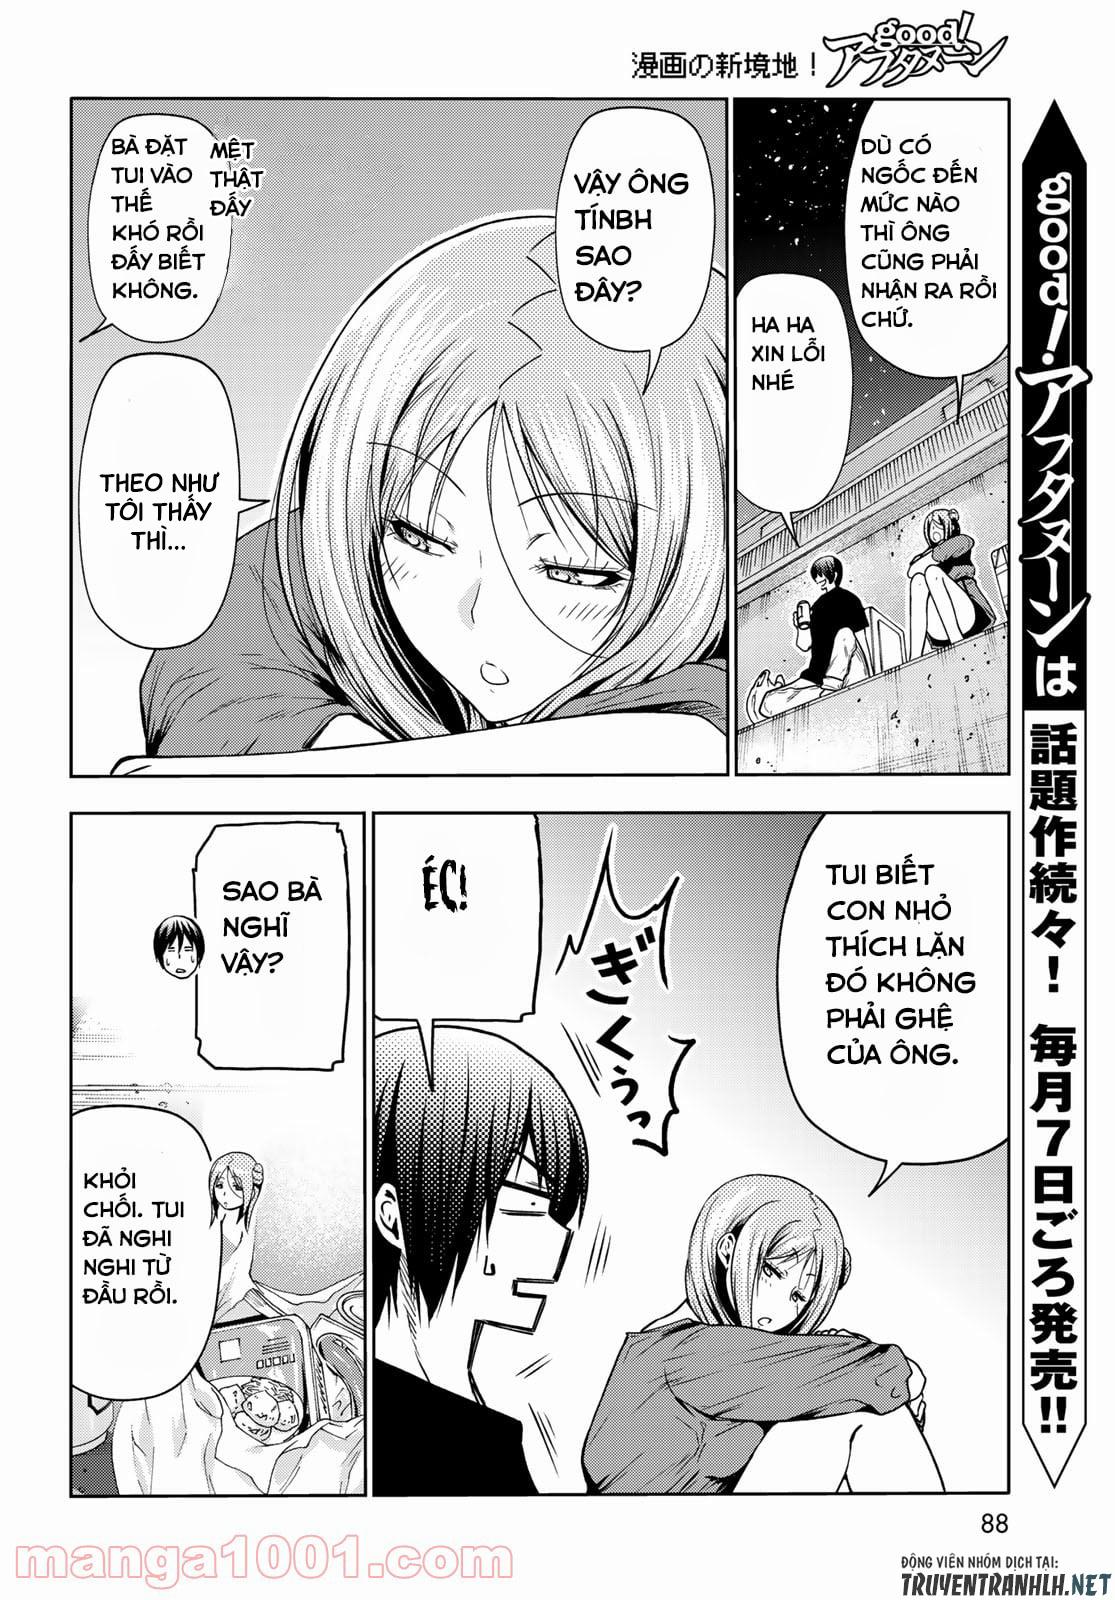 漫画の新境地!
good!
アフタヌーン
DÙ CÓ
NGỐC ĐẾN
MỨC NÀO
THÌ ÔNG
CŨNG PHẢI
NHẬN RA RỒI
CHỨ.
HA HA
XIN LỖI
NHÉ
VẬY ÔNG
TÍNBH
SAO
ĐÂY?
MỆT
THẬT
ĐẤY
BÀ ĐẶT
TUI VÀO
THẾ
KHÓ RỒI
ĐẤY BIẾT
KHÔNG.
THEO NHƯ
TÔI THẤY
THÌ...
TUI BIẾT
CON NHỎ
THÍCH LẶN
ĐÓ KHÔNG
PHẢI GHỆ
CỦA ÔNG.
ぎくぅっ
ÉC!
SAO BÀ
NGHĨ
VẬY?
KHỎI
CHỐI. TUI
ĐÃ NGHI
NGHI TỪ
ĐẦU RỒI.
good!アフタヌーンは
話題作続々! 毎月7日ごろ発売!!
88
manga1001.com
ĐỘNG VIÊN NHÓM DỊCH TẠI:
TRUYENTRANHLH.NET